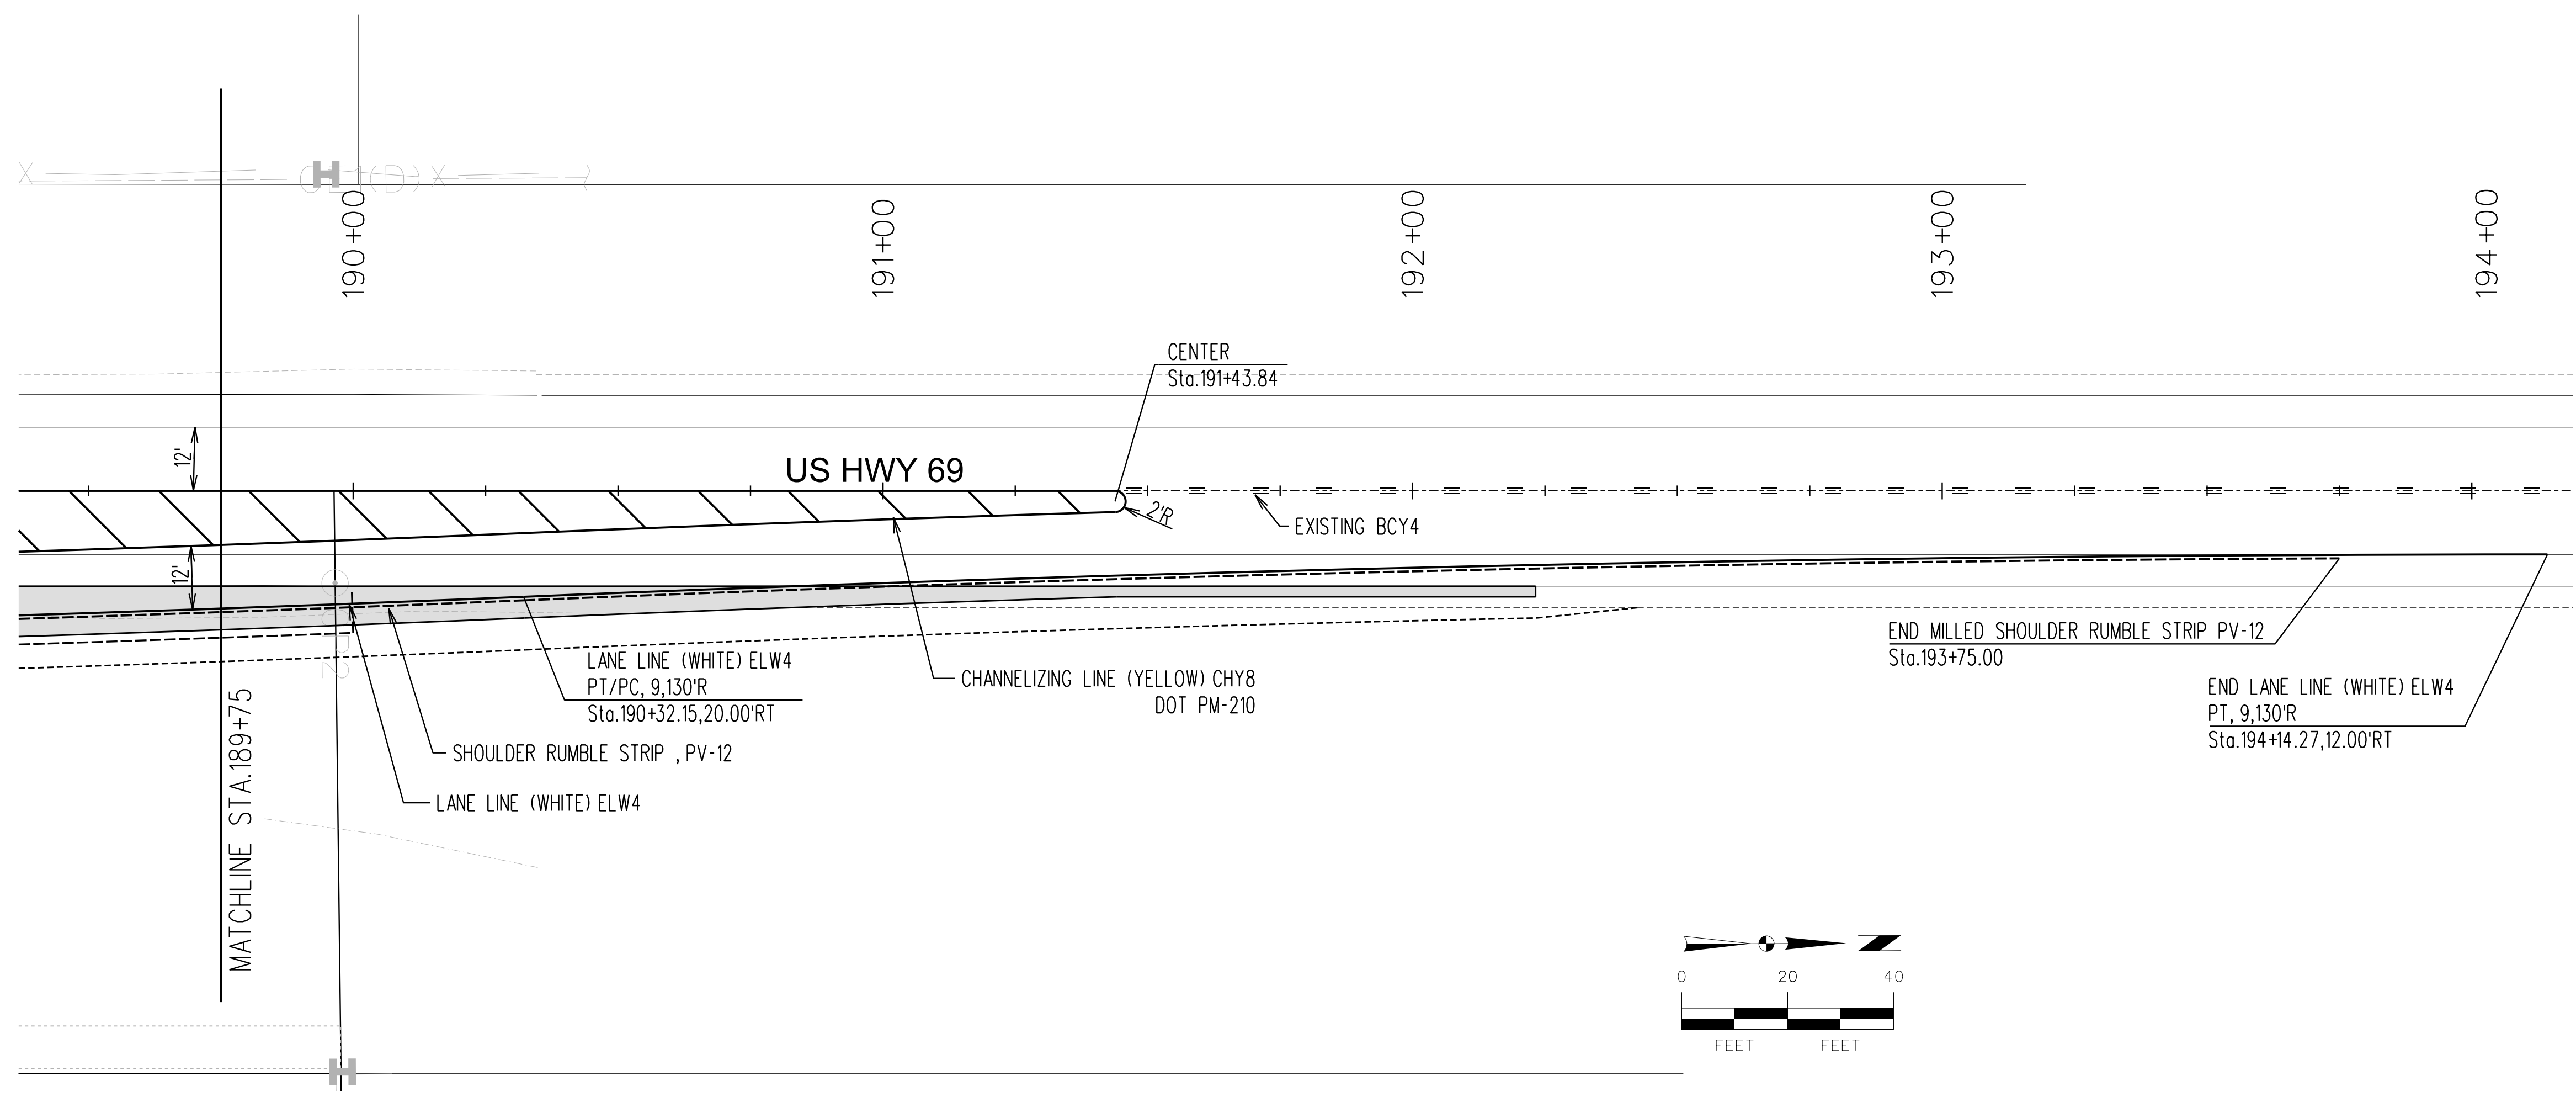 190+00
191+00
192+00
193+00
194+00
CENTER
Sta.191+43.84
12'
US HWY 69
2'R
EXISTING BCY4
12'
LANE LINE (WHITE) ELW4
PT/PC, 9,130'R
Sta.190+32.15,20.00'RT
CHANNELIZING LINE (YELLOW) CHY8
DOT PM-210
END MILLED SHOULDER RUMBLE STRIP PV-12
Sta.193+75.00
END LANE LINE (WHITE) ELW4
PT, 9,130'R
Sta.194+14.27,12.00'RT
SHOULDER RUMBLE STRIP , PV-12
LANE LINE (WHITE) ELW4
MATCHLINE STA.189+75
0 20 40
FEET FEET